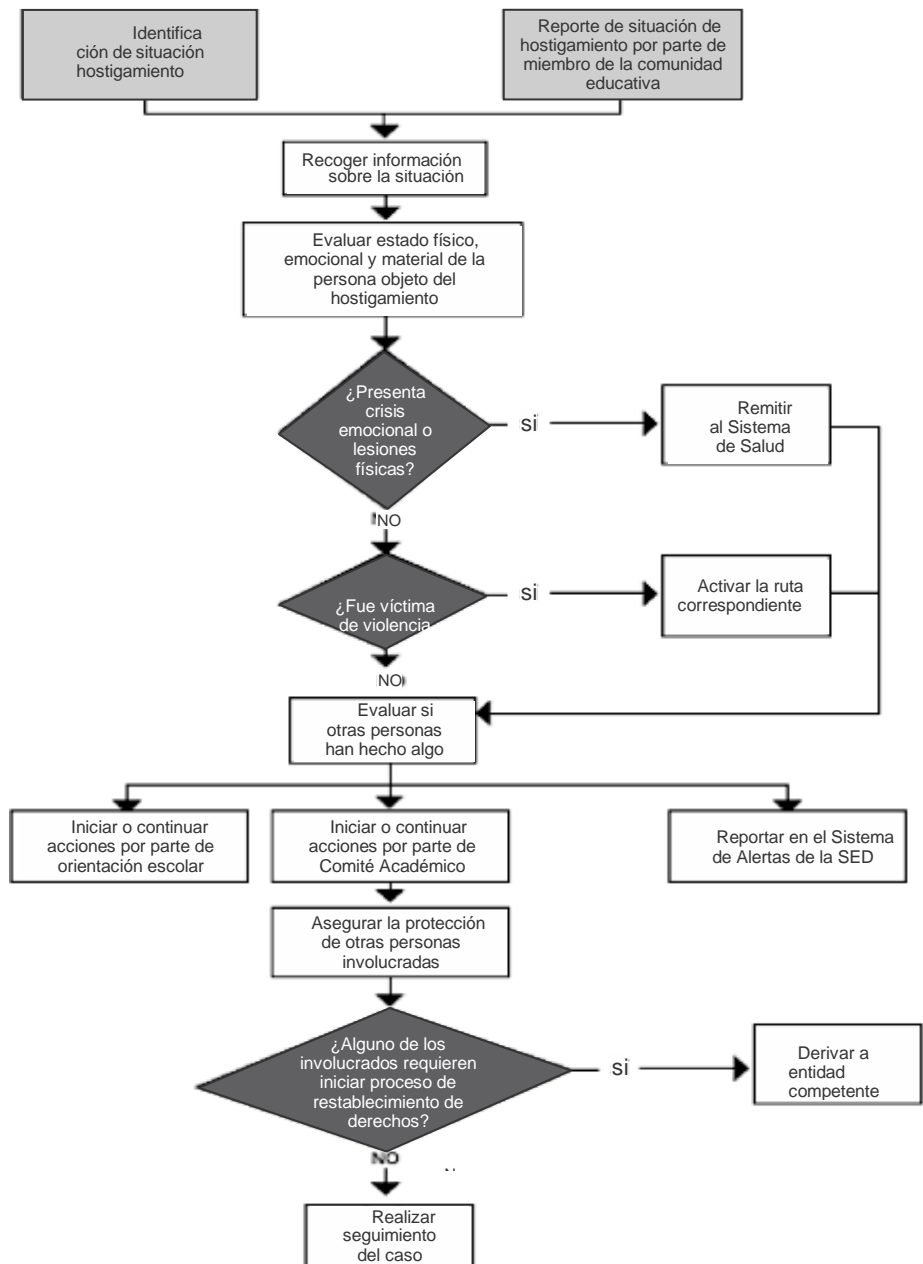 Identifica
ción de situación
hostigamiento
Reporte de situación de
hostigamiento por parte de
miembro de la comunidad
educativa
Recoger información
sobre la situación
Evaluar estado físico,
emocional y material de la
persona objeto del
hostigamiento
¿Presenta
crisis
emocional o
lesiones
físicas?
si
Remitir
al Sistema
de Salud
NO
¿Fue víctima
de violencia
si
Activar la ruta
correspondiente
NO
Evaluar si
otras personas
han hecho algo
Iniciar o continuar
acciones por parte de
orientación escolar
Iniciar o continuar
acciones por parte de
Comité Académico
Reportar en el Sistema
de Alertas de la SED
Asegurar la protección
de otras personas
involucradas
¿Alguno de los
involucrados requieren
iniciar proceso de
restablecimiento de
derechos?
si
Derivar a
entidad
competente
NO
Realizar
seguimiento
del caso